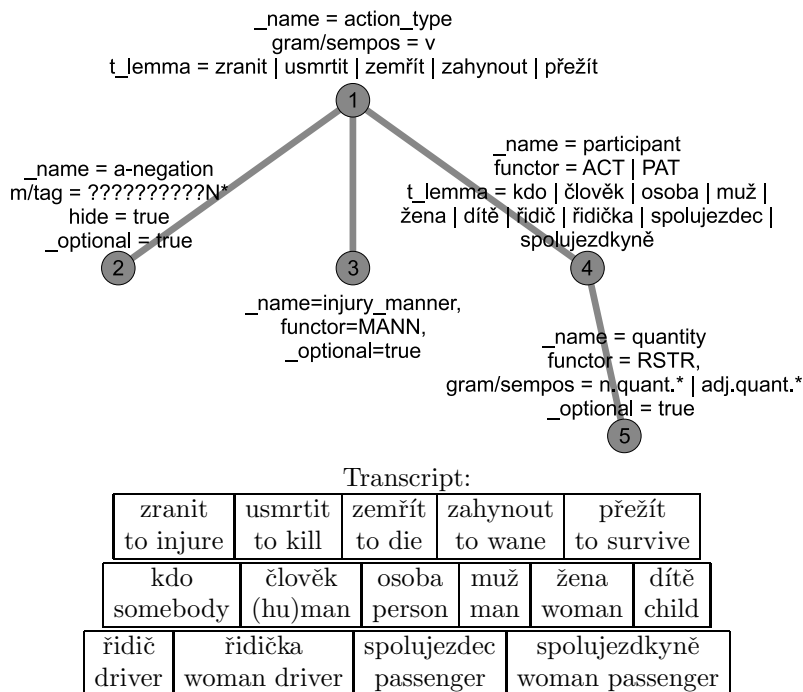 _name = action_type
gram/sempos = v
t_lemma = zranit | usmrtit | zemřít | zahynout | přežít
1
_name = a-negation
m/tag = ??????????N*
hide = true
_optional = true
2
3
_name=injury_manner,
functor=MANN,
_optional=true
_name = participant
functor = ACT | PAT
t_lemma = kdo | člověk | osoba | muž |
žena | dítě | řidič | řidička | spolujezdec |
spolujezdkyně
4
_name = quantity
functor = RSTR,
gram/sempos = n.quant.* | adj.quant.*
_optional = true
5
Transcript:
zranit usmrtit zemřít zahynout přežít
to injure to kill to die to wane to survive
kdo člověk osoba muž žena dítě
somebody (hu)man person man woman child
řidič řidička spolujezdec spolujezdkyně
driver woman driver passenger woman passenger